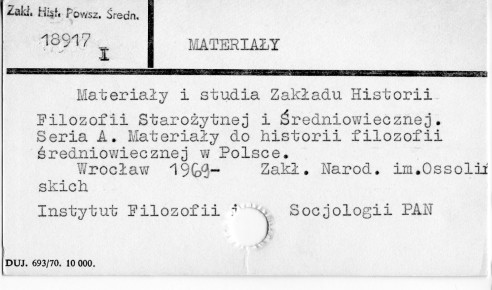 Zakł. Hist. Powsz. Średn.
18917
I
MATERIAŁY
Materiały i studia Zakładu Historii
Filozofii Starożytnej i Średniowiecznej.
Seria A. Materiały do historii filozofii
średniowiecznej w Polsce.
Wrocław 1969- Zakł. Narod. im.Ossoliń
skich
Instytut Filozofii i Socjologii PAN
DUJ. 693/70. 10 000.